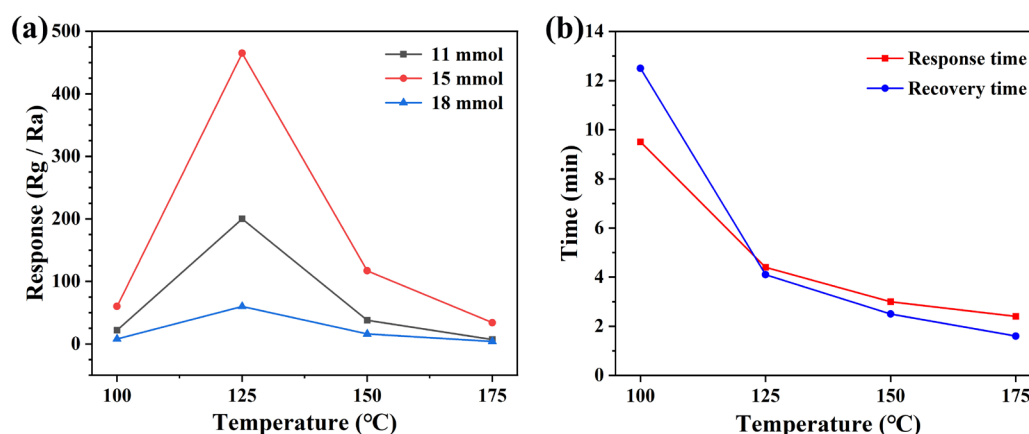 (a)
500
400
300
200
100
0
Response (Rg / Ra)
11 mmol
15 mmol
18 mmol
100 125 150 175
Temperature (℃)
(b)
14
12
10
8
6
4
2
0
Time (min)
Response time
Recovery time
100 125 150 175
Temperature (℃)